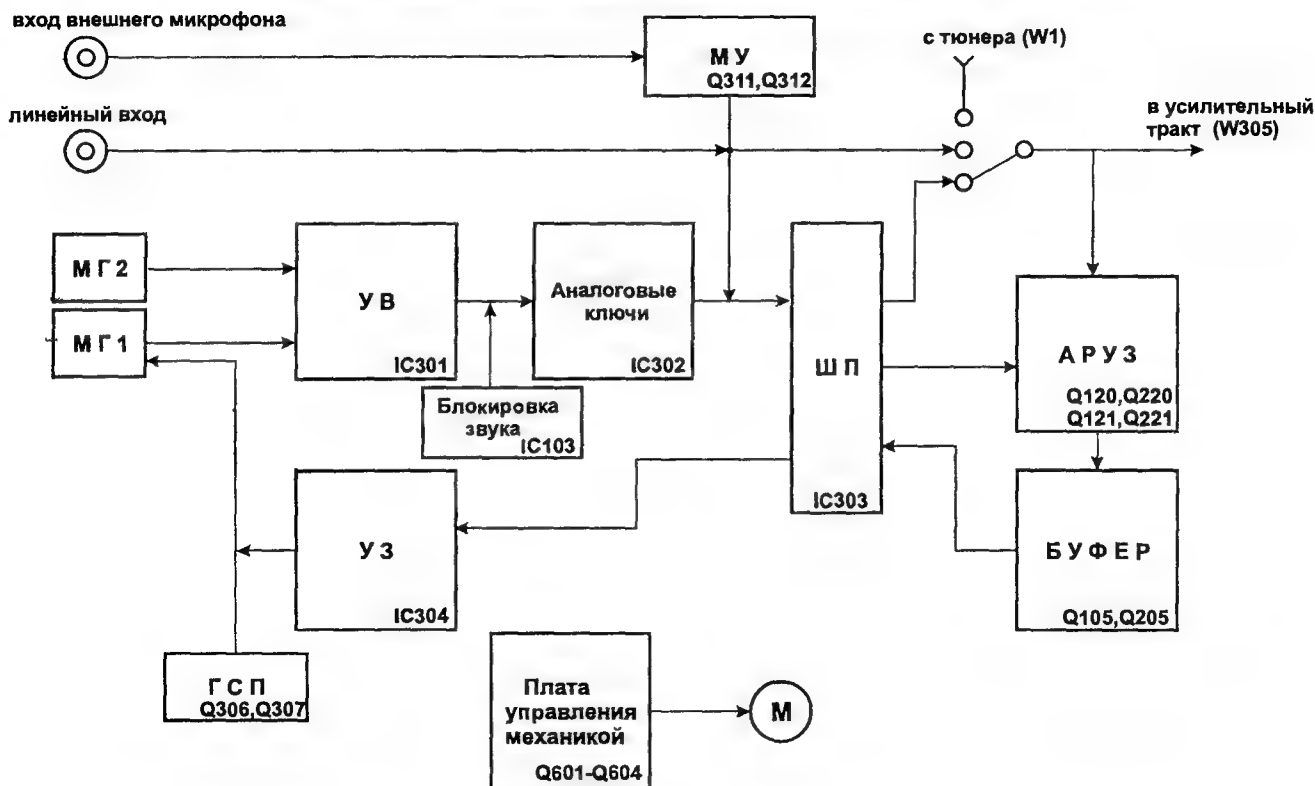 вход внешнего микрофона
М У
Q311,Q312
с тюнера (W1)
линейный вход
в усилительный
тракт (W305)
М Г 2
М Г 1
У В
IC301
Аналоговые
ключи
IC302
Блокировка
звука
IC103
Ш П
IC303
А Р У З
Q120,Q220
Q121,Q221
У З
IC304
Б У Ф Е Р
Q105,Q205
Г С П
Q306,Q307
Плата
управления
механикой
Q601-Q604
М